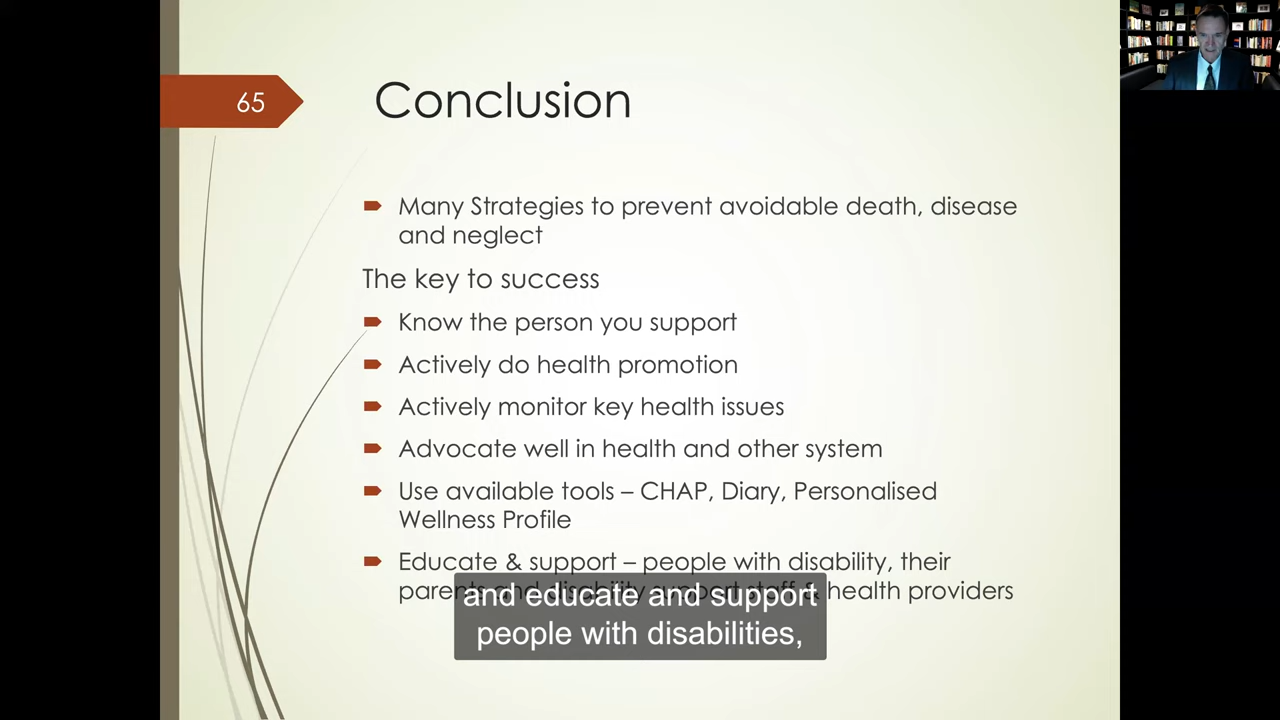 65
Conclusion
Many Strategies to prevent avoidable death, disease
and neglect
The key to success
Know the person you support
Actively do health promotion
Actively monitor key health issues
Advocate well in health and other system
Use available tools – CHAP, Diary, Personalised
Wellness Profile
Educate & support – people with disability, their
parents and disability support staff & health providers
and educate and support
people with disabilities,